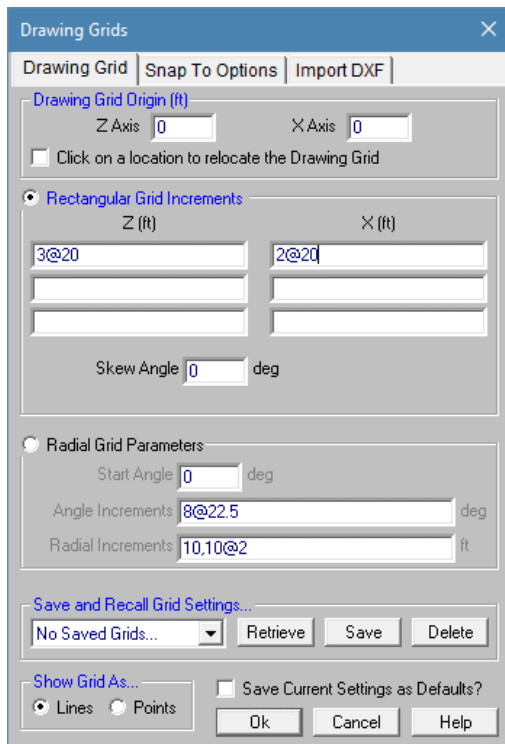 Drawing Grids
Drawing Grid Snap To Options Import DXF
Drawing Grid Origin (ft)
Z Axis 0 X Axis 0
Click on a location to relocate the Drawing Grid
Rectangular Grid Increments
Z (ft) X (ft)
3@20 2@20
Skew Angle 0 deg
Radial Grid Parameters
Start Angle 0 deg
Angle Increments 8@22.5 deg
Radial Increments 10,10@2 ft
Save and Recall Grid Settings...
No Saved Grids... Retrieve Save Delete
Show Grid As...
Lines Points
Save Current Settings as Defaults?
Ok Cancel Help